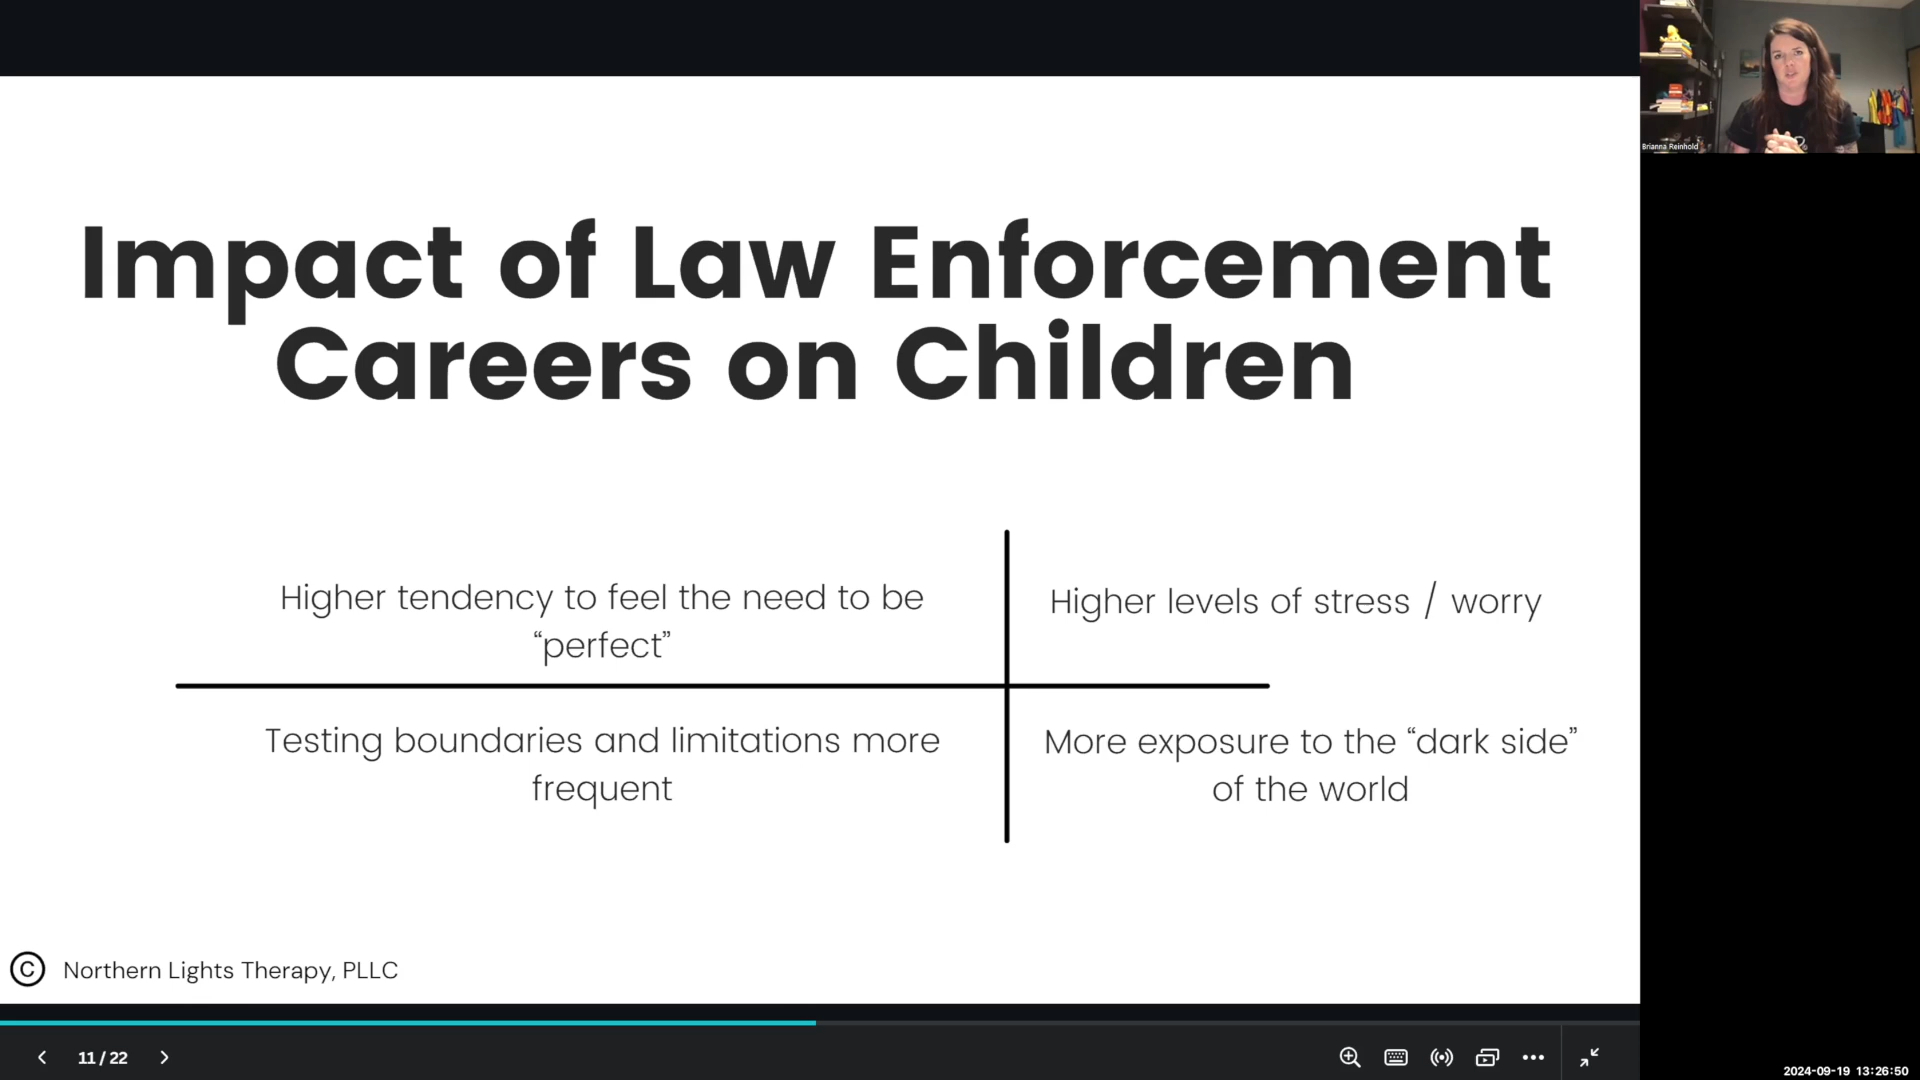 Brianna Reinhold
Impact of Law Enforcement
Careers on Children
Higher tendency to feel the need to be
“perfect”
Higher levels of stress / worry
Testing boundaries and limitations more
frequent
More exposure to the “dark side”
of the world
© Northern Lights Therapy, PLLC
11 / 22
2024-09-19 13:26:50